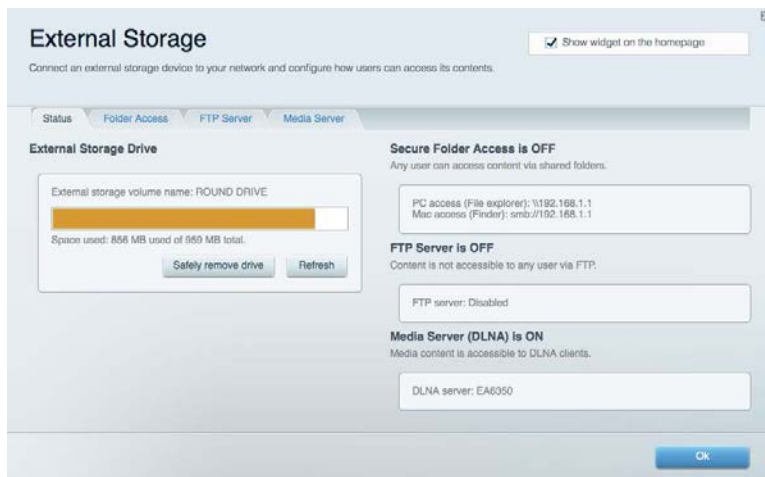 External Storage
Show widget on the homepage
Connect an external storage device to your network and configure how users can access its contents.
Status
Folder Access
FTP Server
Media Server
External Storage Drive
External storage volume name: ROUND DRIVE
Space used: 856 MB used of 959 MB total.
Safely remove drive
Refresh
Secure Folder Access is OFF
Any user can access content via shared folders.
PC access (File explorer): \\192.168.1.1
Mac access (Finder): smb://192.168.1.1
FTP Server is OFF
Content is not accessible to any user via FTP.
FTP server: Disabled
Media Server (DLNA) is ON
Media content is accessible to DLNA clients.
DLNA server: EA6350
Ok